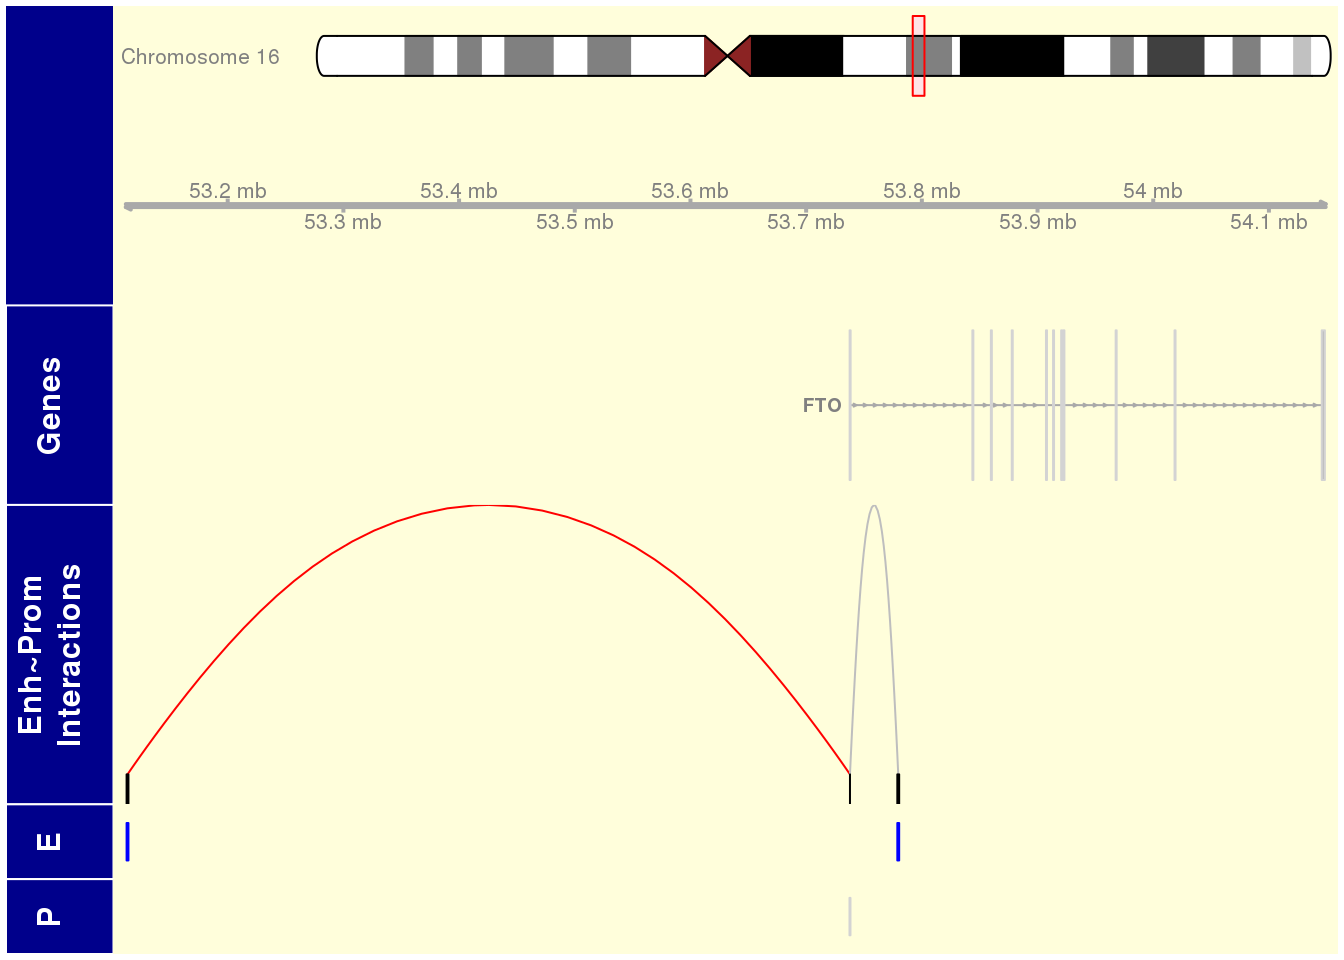 Chromosome 16
53.2 mb 53.4 mb 53.6 mb 53.8 mb 54 mb
53.3 mb 53.5 mb 53.7 mb 53.9 mb 54.1 mb
Genes
FTO
Enh~Prom
Interactions
E
P